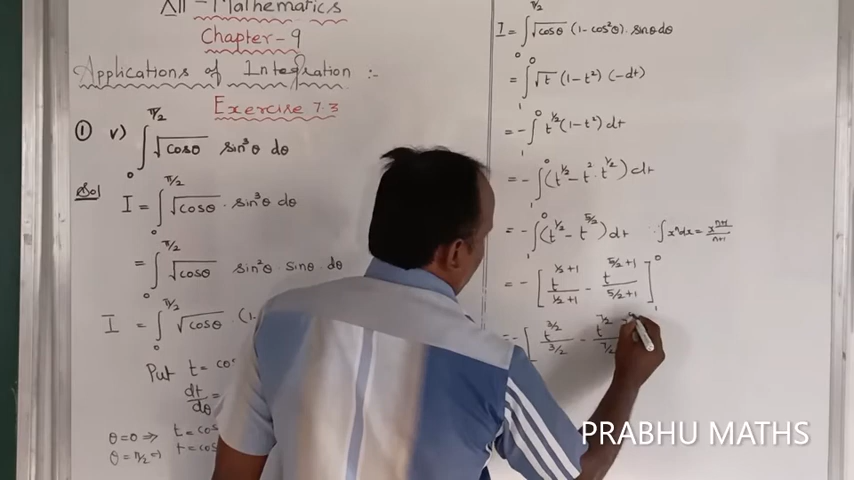 XII - Mathematics
Chapter - 9
Applications of Integration :-
Exercise 7.3
① v) ∫₀^(π/2) √cosθ sin³θ dθ
Sol I = ∫₀^(π/2) √cosθ · sin³θ dθ
= ∫₀^(π/2) √cosθ sin²θ · sinθ · dθ
I = ∫₀^(π/2) √cosθ · (1-
Put t = cos
dt/dθ =
θ=0 ⇒ t = cos
θ=π/2 ⇒ t = cos
I = ∫₀^(π/2) √cosθ (1-cos²θ) · sinθ dθ
= ∫₁⁰ √t (1-t²) (-dt)
= - ∫₁⁰ t^(1/2) (1-t²) dt
= - ∫₁⁰ (t^(1/2) - t² · t^(1/2)) dt
= - ∫₁⁰ (t^(1/2) - t^(5/2)) dt ∵ ∫xⁿdx = x^(n+1)/(n+1)
= - [ t^(1/2+1)/(1/2+1) - t^(5/2+1)/(5/2+1) ]₁⁰
= - [ t^(3/2)/(3/2) - t^(7/2)/(7/2)
PRABHU MATHS